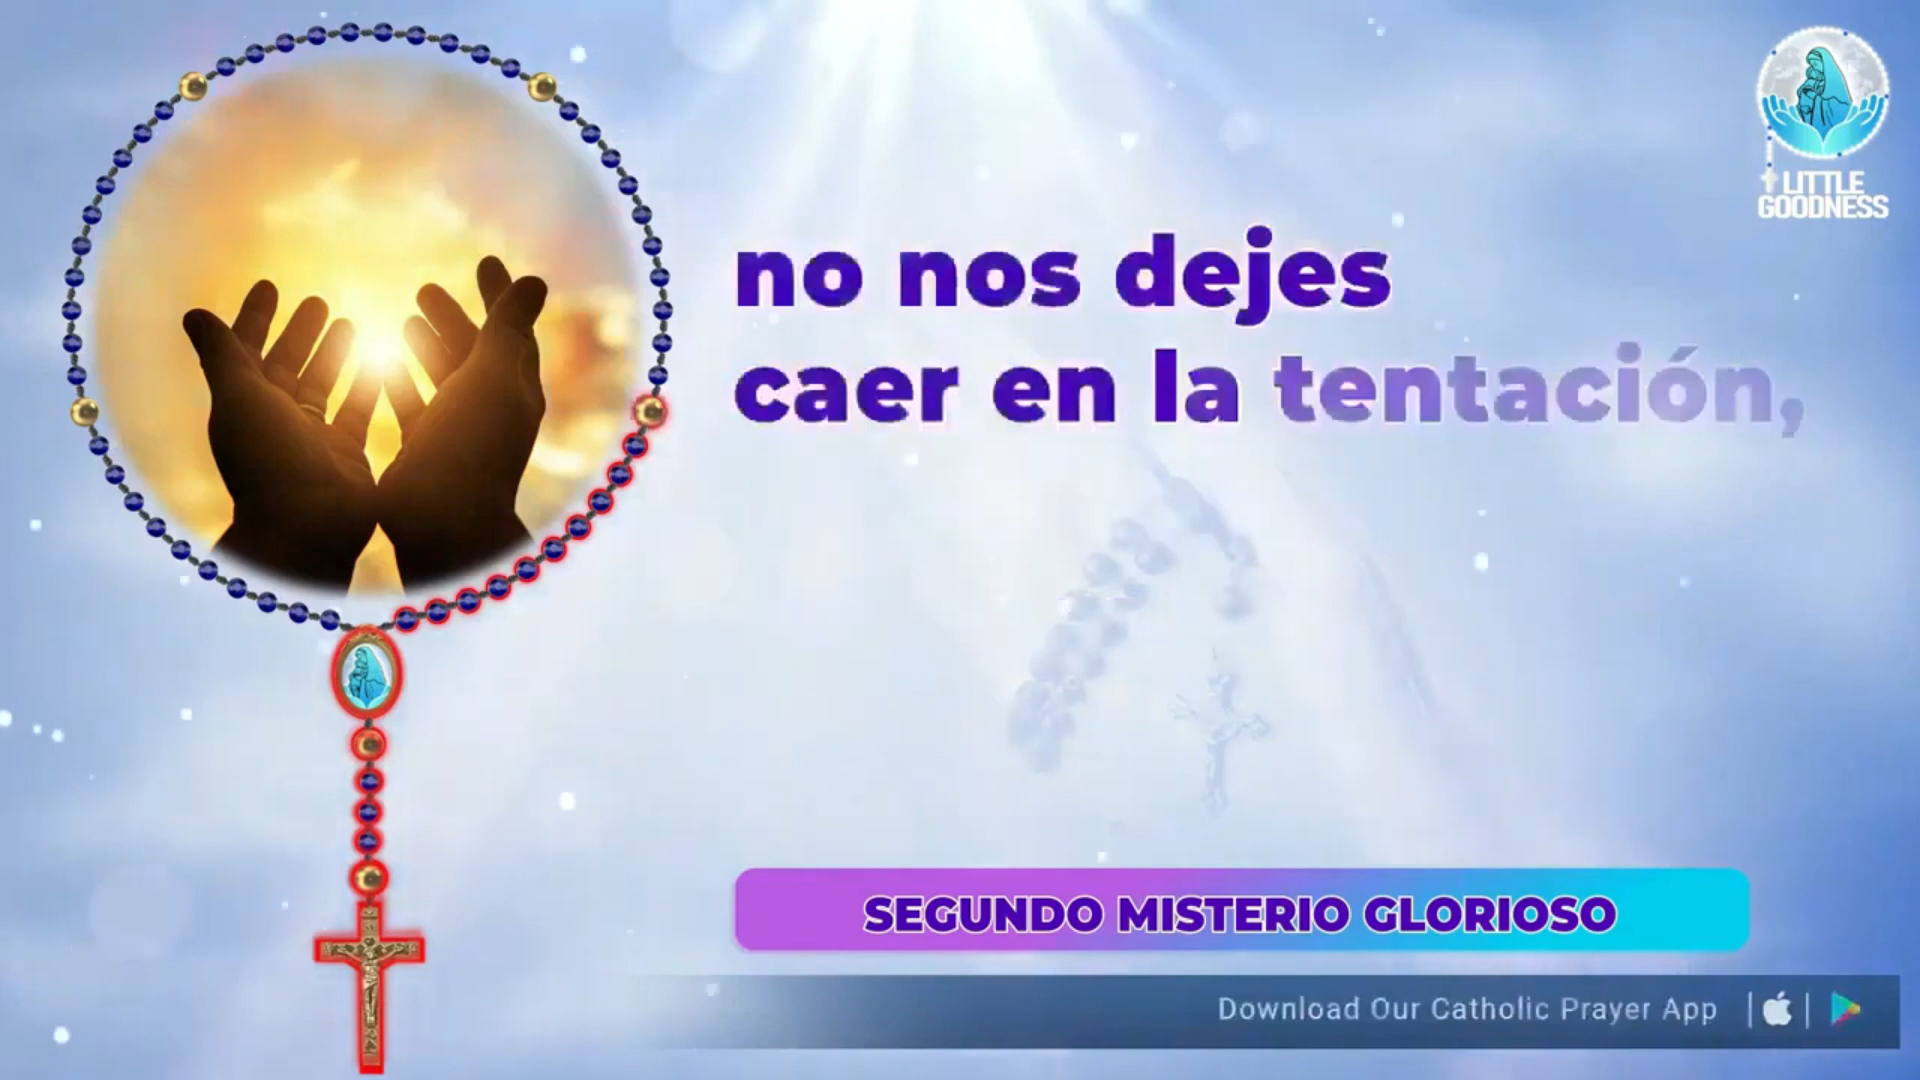 LITTLE
GOODNESS
no nos dejes
caer en la tentación,
SEGUNDO MISTERIO GLORIOSO
Download Our Catholic Prayer App